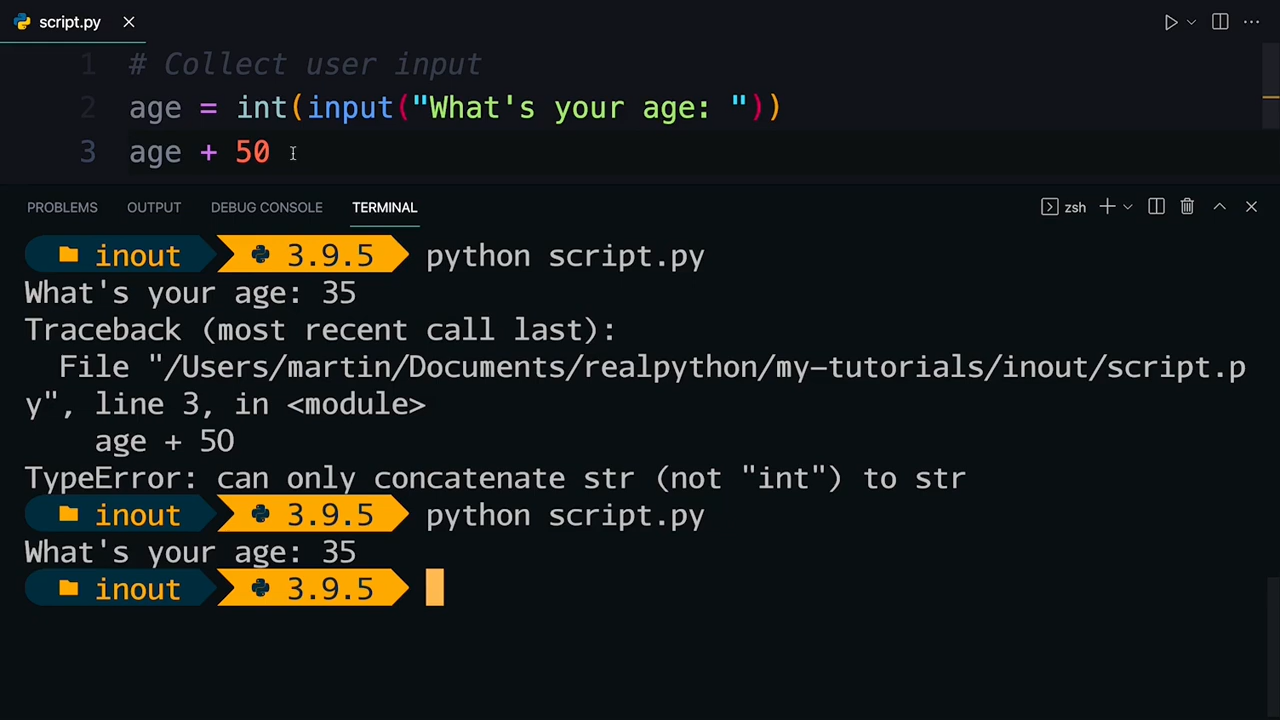 script.py
1 # Collect user input
2 age = int(input("What's your age: "))
3 age + 50
PROBLEMS OUTPUT DEBUG CONSOLE TERMINAL zsh
inout 3.9.5 python script.py
What's your age: 35
Traceback (most recent call last):
  File "/Users/martin/Documents/realpython/my-tutorials/inout/script.p
y", line 3, in <module>
    age + 50
TypeError: can only concatenate str (not "int") to str
inout 3.9.5 python script.py
What's your age: 35
inout 3.9.5